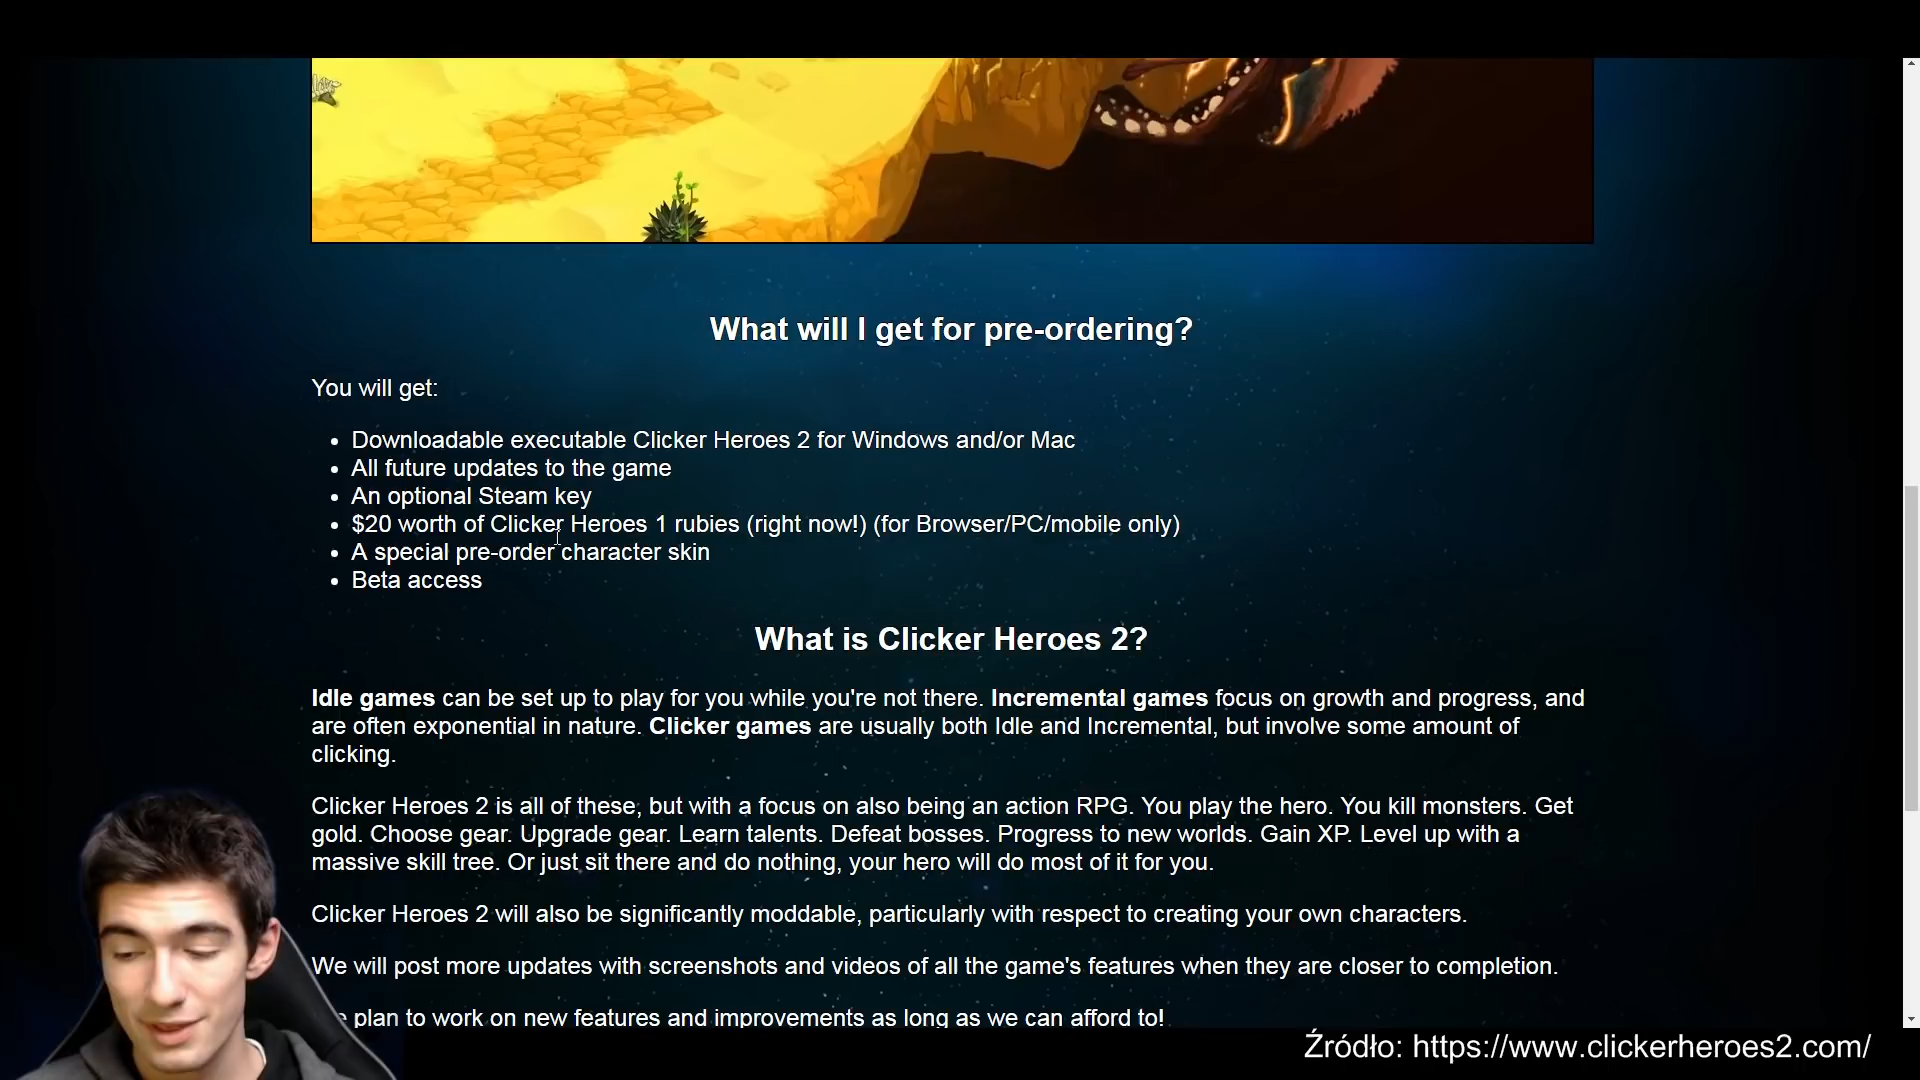 What will I get for pre-ordering?
You will get:
• Downloadable executable Clicker Heroes 2 for Windows and/or Mac
• All future updates to the game
• An optional Steam key
• $20 worth of Clicker Heroes 1 rubies (right now!) (for Browser/PC/mobile only)
• A special pre-order character skin
• Beta access
What is Clicker Heroes 2?
Idle games can be set up to play for you while you're not there. Incremental games focus on growth and progress, and
are often exponential in nature. Clicker games are usually both Idle and Incremental, but involve some amount of
clicking.
Clicker Heroes 2 is all of these, but with a focus on also being an action RPG. You play the hero. You kill monsters. Get
gold. Choose gear. Upgrade gear. Learn talents. Defeat bosses. Progress to new worlds. Gain XP. Level up with a
massive skill tree. Or just sit there and do nothing, your hero will do most of it for you.
Clicker Heroes 2 will also be significantly moddable, particularly with respect to creating your own characters.
We will post more updates with screenshots and videos of all the game's features when they are closer to completion.
plan to work on new features and improvements as long as we can afford to!
Źródło: https://www.clickerheroes2.com/